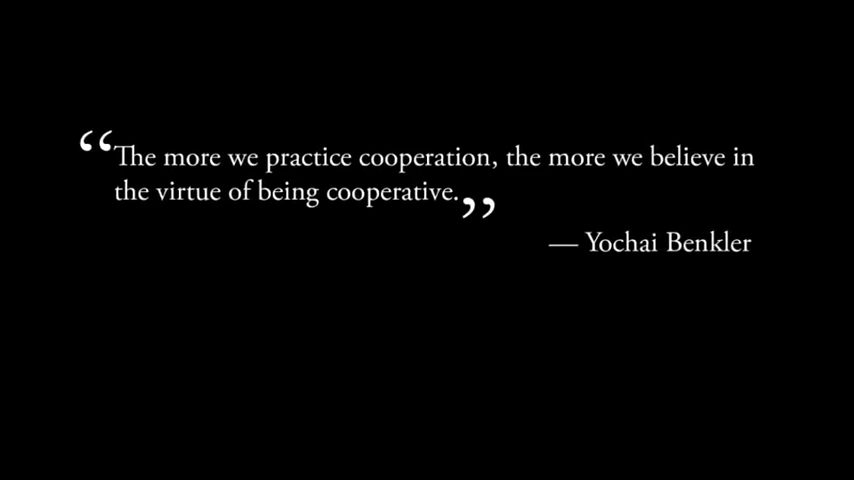 “The more we practice cooperation, the more we believe in
the virtue of being cooperative.”
— Yochai Benkler